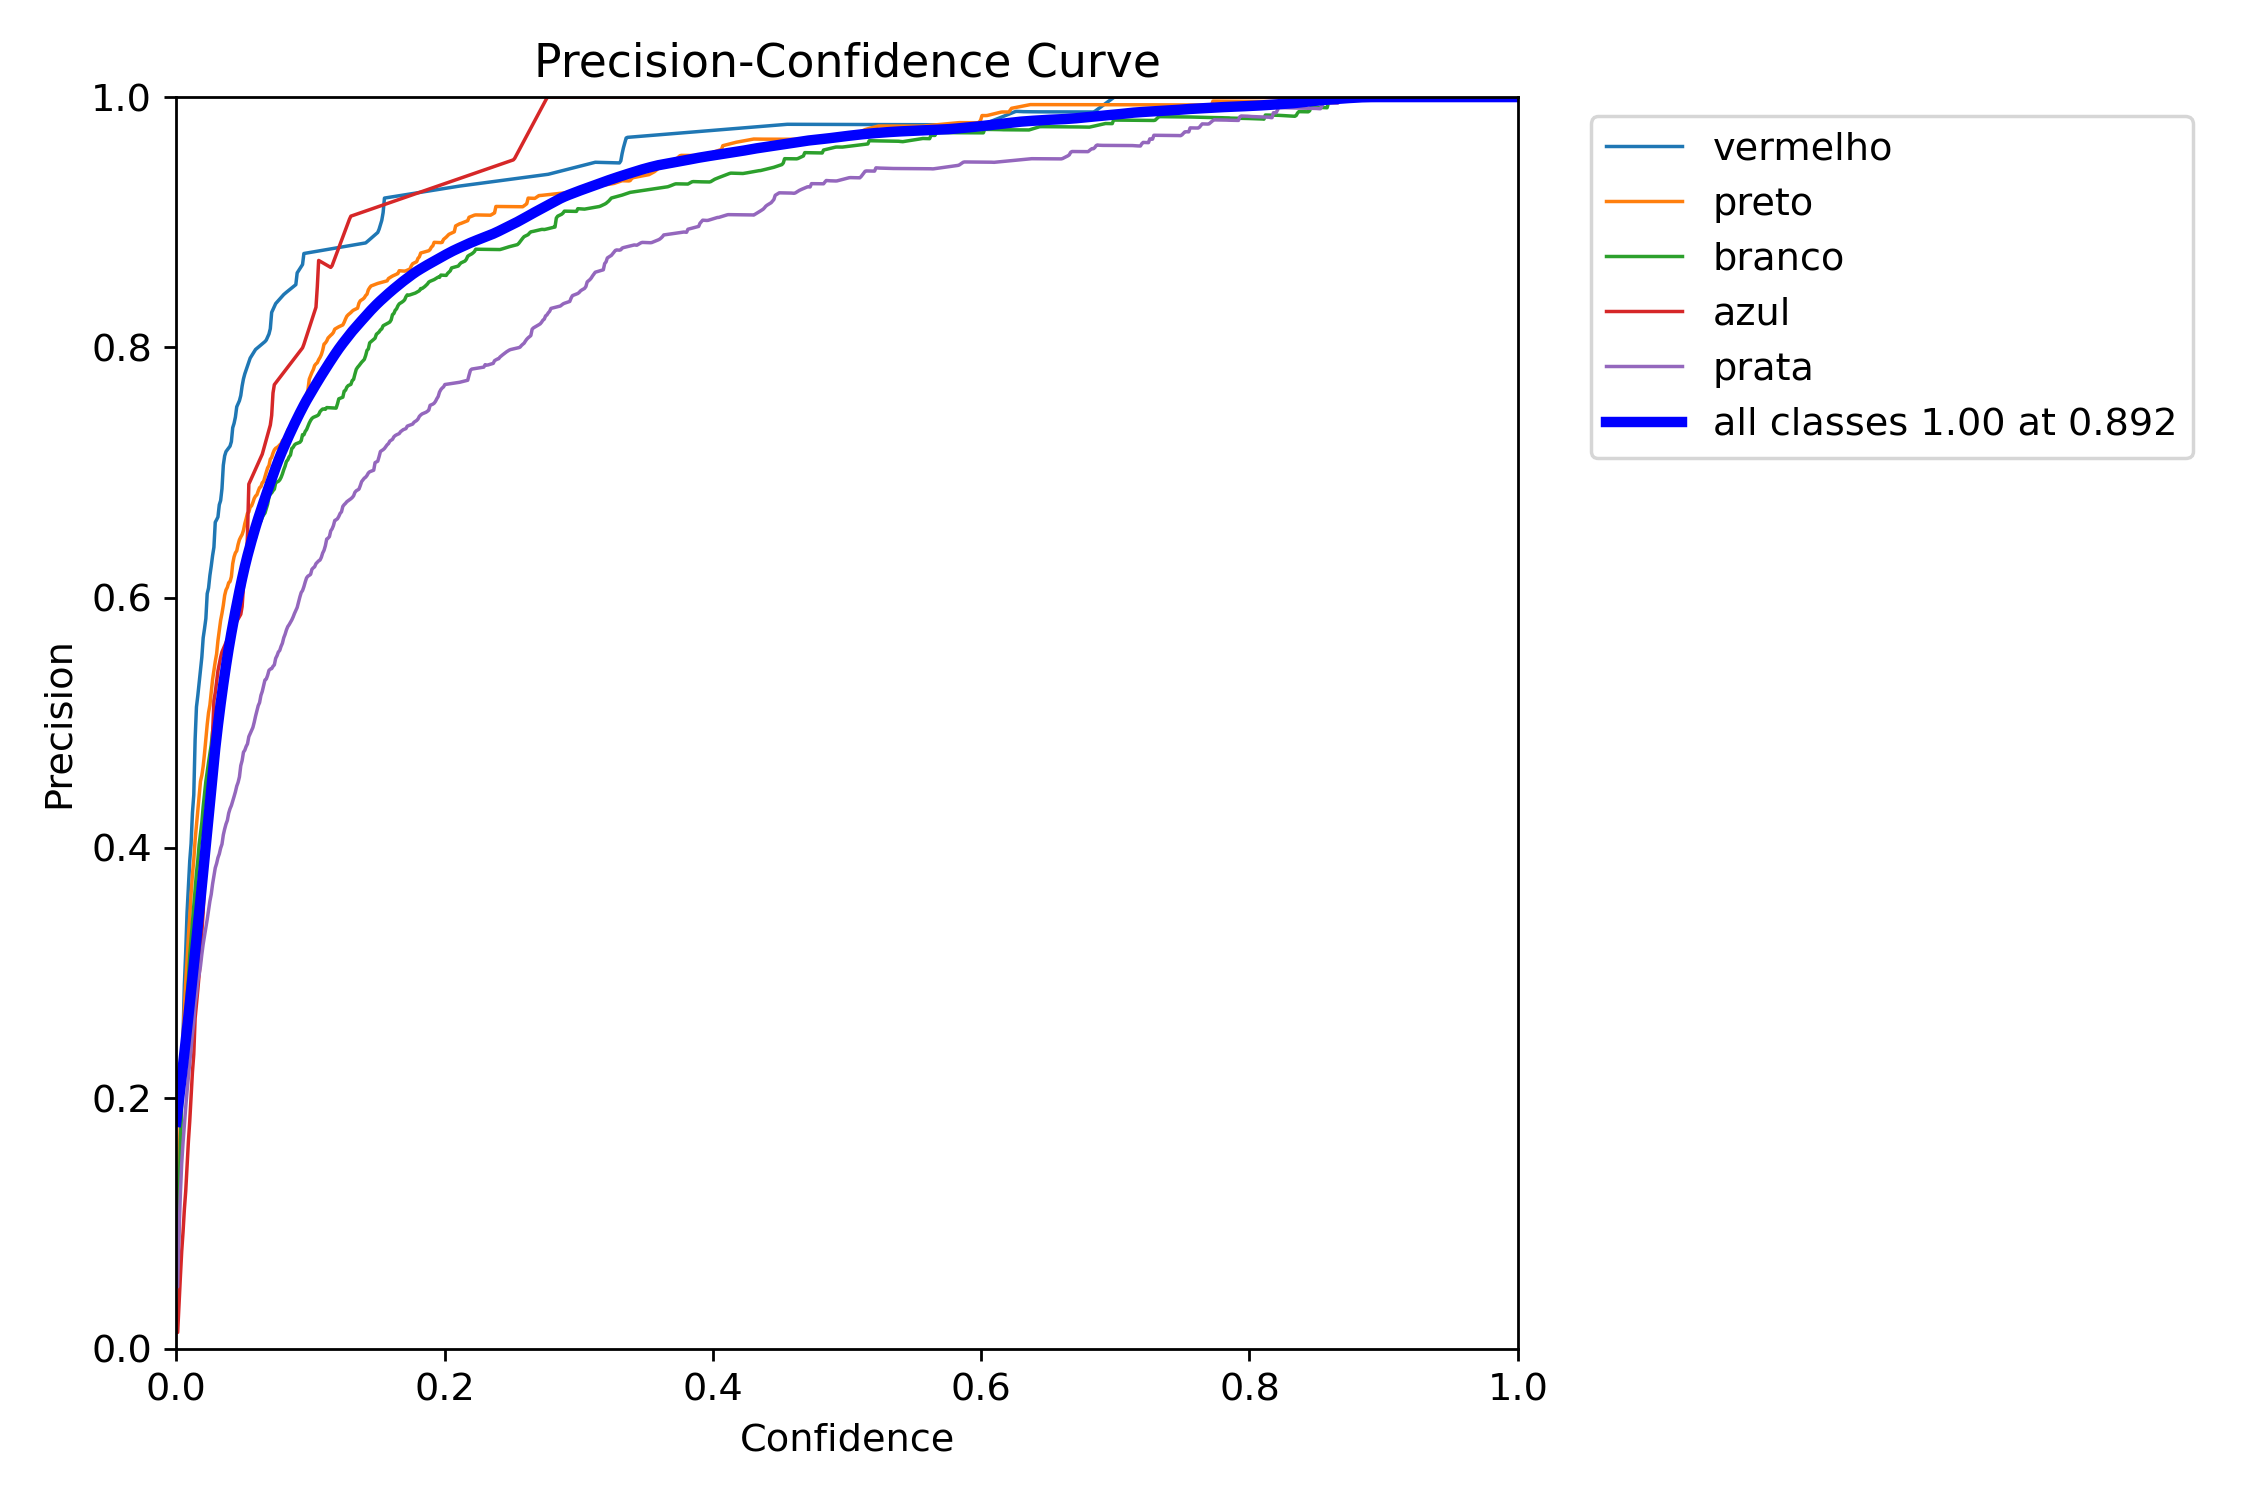 Precision-Confidence Curve
1.0
0.8
0.6
0.4
0.2
0.0
Precision
0.0 0.2 0.4 0.6 0.8 1.0
Confidence
vermelho
preto
branco
azul
prata
all classes 1.00 at 0.892